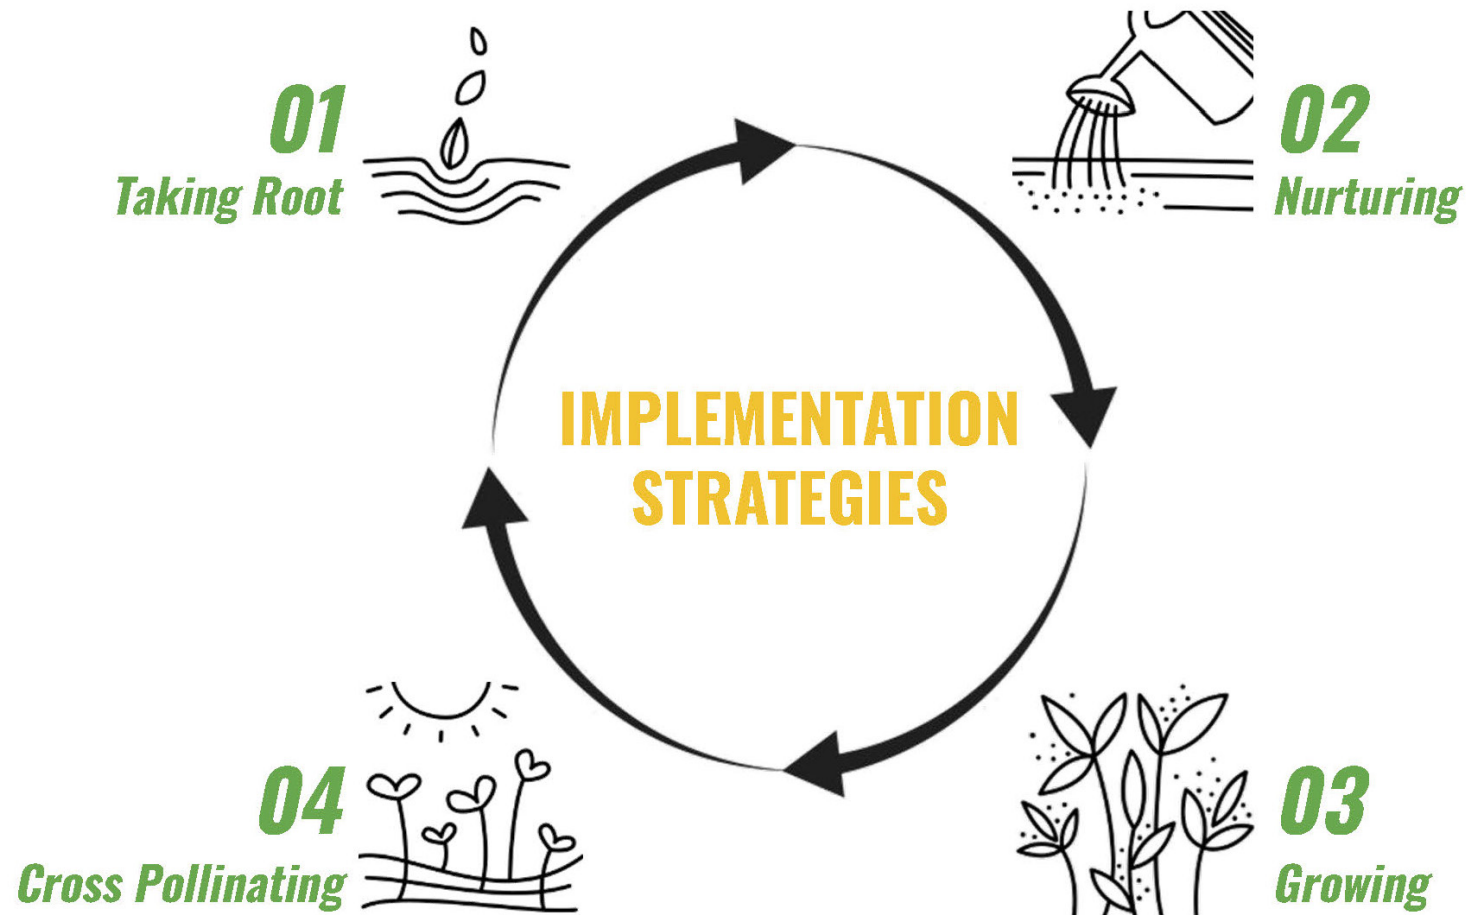 01
Taking Root
02
Nurturing
IMPLEMENTATION
STRATEGIES
04
Cross Pollinating
03
Growing